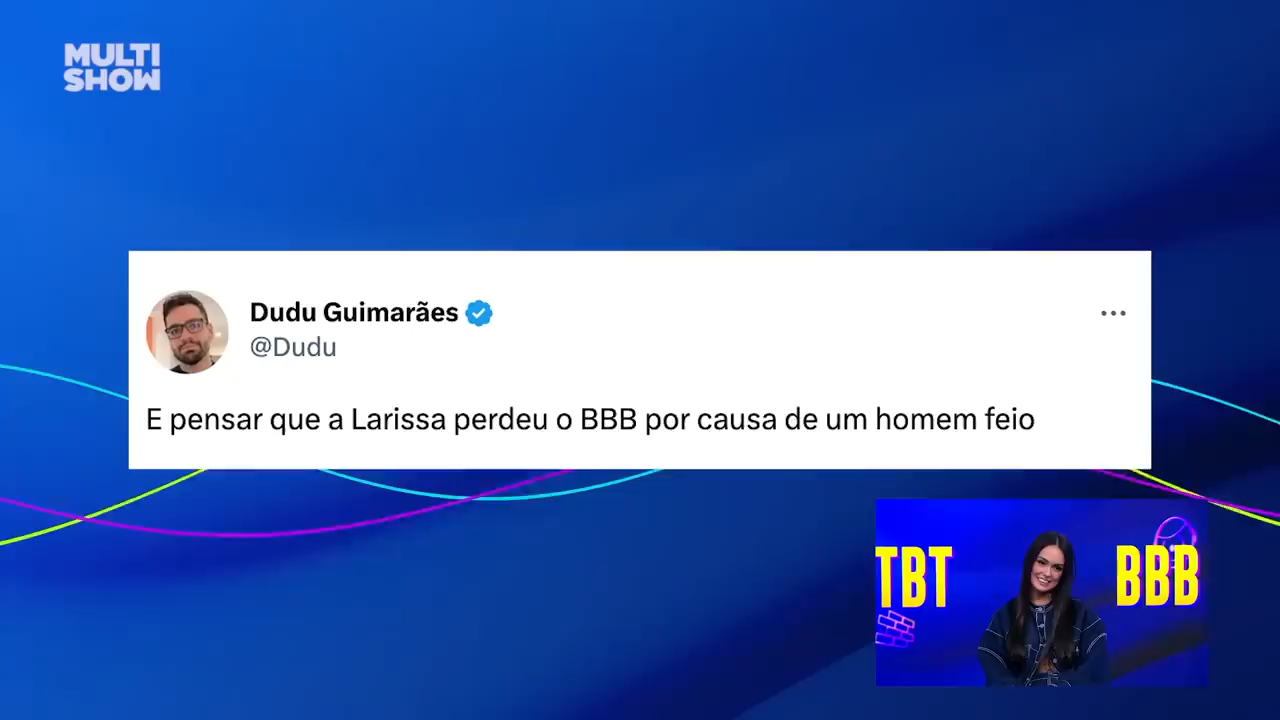 MULTI
SHOW
Dudu Guimarães
@Dudu
E pensar que a Larissa perdeu o BBB por causa de um homem feio
TBT
BBB